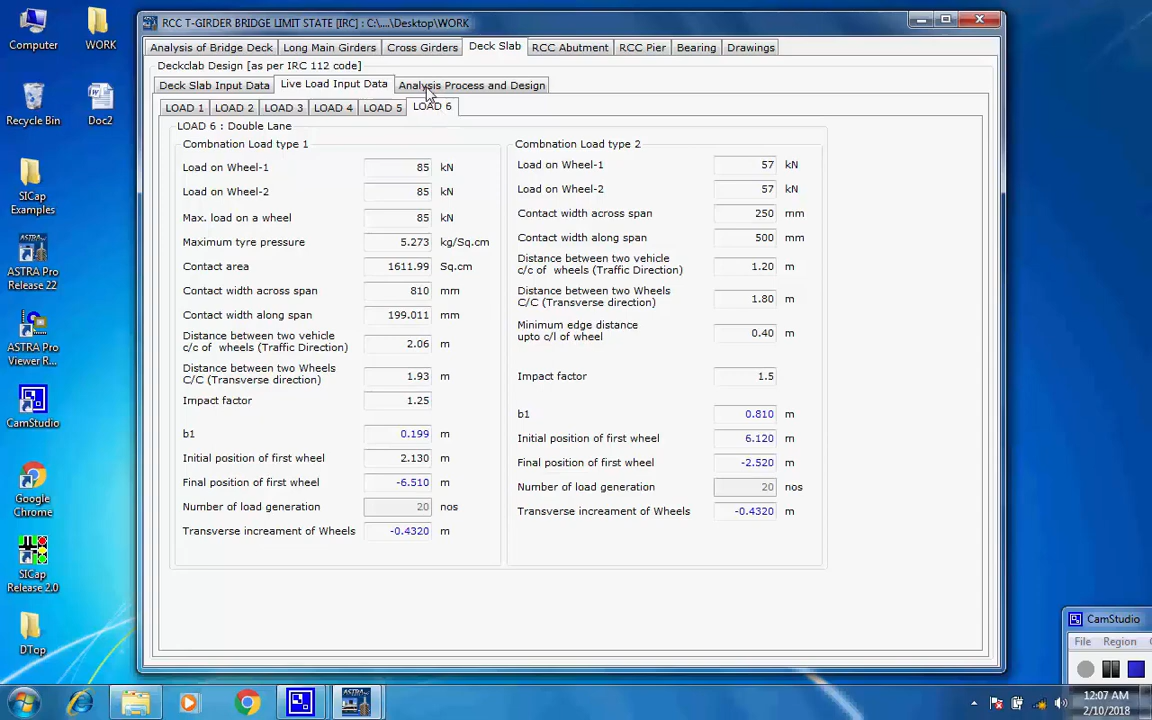 RCC T-GIRDER BRIDGE LIMIT STATE [IRC] : C:\....\Desktop\WORK
Analysis of Bridge Deck Long Main Girders Cross Girders Deck Slab RCC Abutment RCC Pier Bearing Drawings
Deckclab Design [as per IRC 112 code]
Deck Slab Input Data Live Load Input Data Analysis Process and Design
LOAD 1 LOAD 2 LOAD 3 LOAD 4 LOAD 5 LOAD 6
LOAD 6 : Double Lane
Combnation Load type 1
Load on Wheel-1 85 kN
Load on Wheel-2 85 kN
Max. load on a wheel 85 kN
Maximum tyre pressure 5.273 kg/Sq.cm
Contact area 1611.99 Sq.cm
Contact width across span 810 mm
Contact width along span 199.011 mm
Distance between two vehicle
c/c of wheels (Traffic Direction) 2.06 m
Distance between two Wheels
C/C (Transverse direction) 1.93 m
Impact factor 1.25
b1 0.199 m
Initial position of first wheel 2.130 m
Final position of first wheel -6.510 m
Number of load generation 20 nos
Transverse increament of Wheels -0.4320 m
Combnation Load type 2
Load on Wheel-1 57 kN
Load on Wheel-2 57 kN
Contact width across span 250 mm
Contact width along span 500 mm
Distance between two vehicle
c/c of wheels (Traffic Direction) 1.20 m
Distance between two Wheels
C/C (Transverse direction) 1.80 m
Minimum edge distance
upto c/l of wheel 0.40 m
Impact factor 1.5
b1 0.810 m
Initial position of first wheel 6.120 m
Final position of first wheel -2.520 m
Number of load generation 20 nos
Transverse increament of Wheels -0.4320 m
Computer
WORK
Recycle Bin
Doc2
SICap
Examples
ASTRA Pro
Release 22
ASTRA Pro
Viewer R...
CamStudio
Google
Chrome
SICap
Release 2.0
DTop
CamStudio
File Region
12:07 AM
2/10/2018